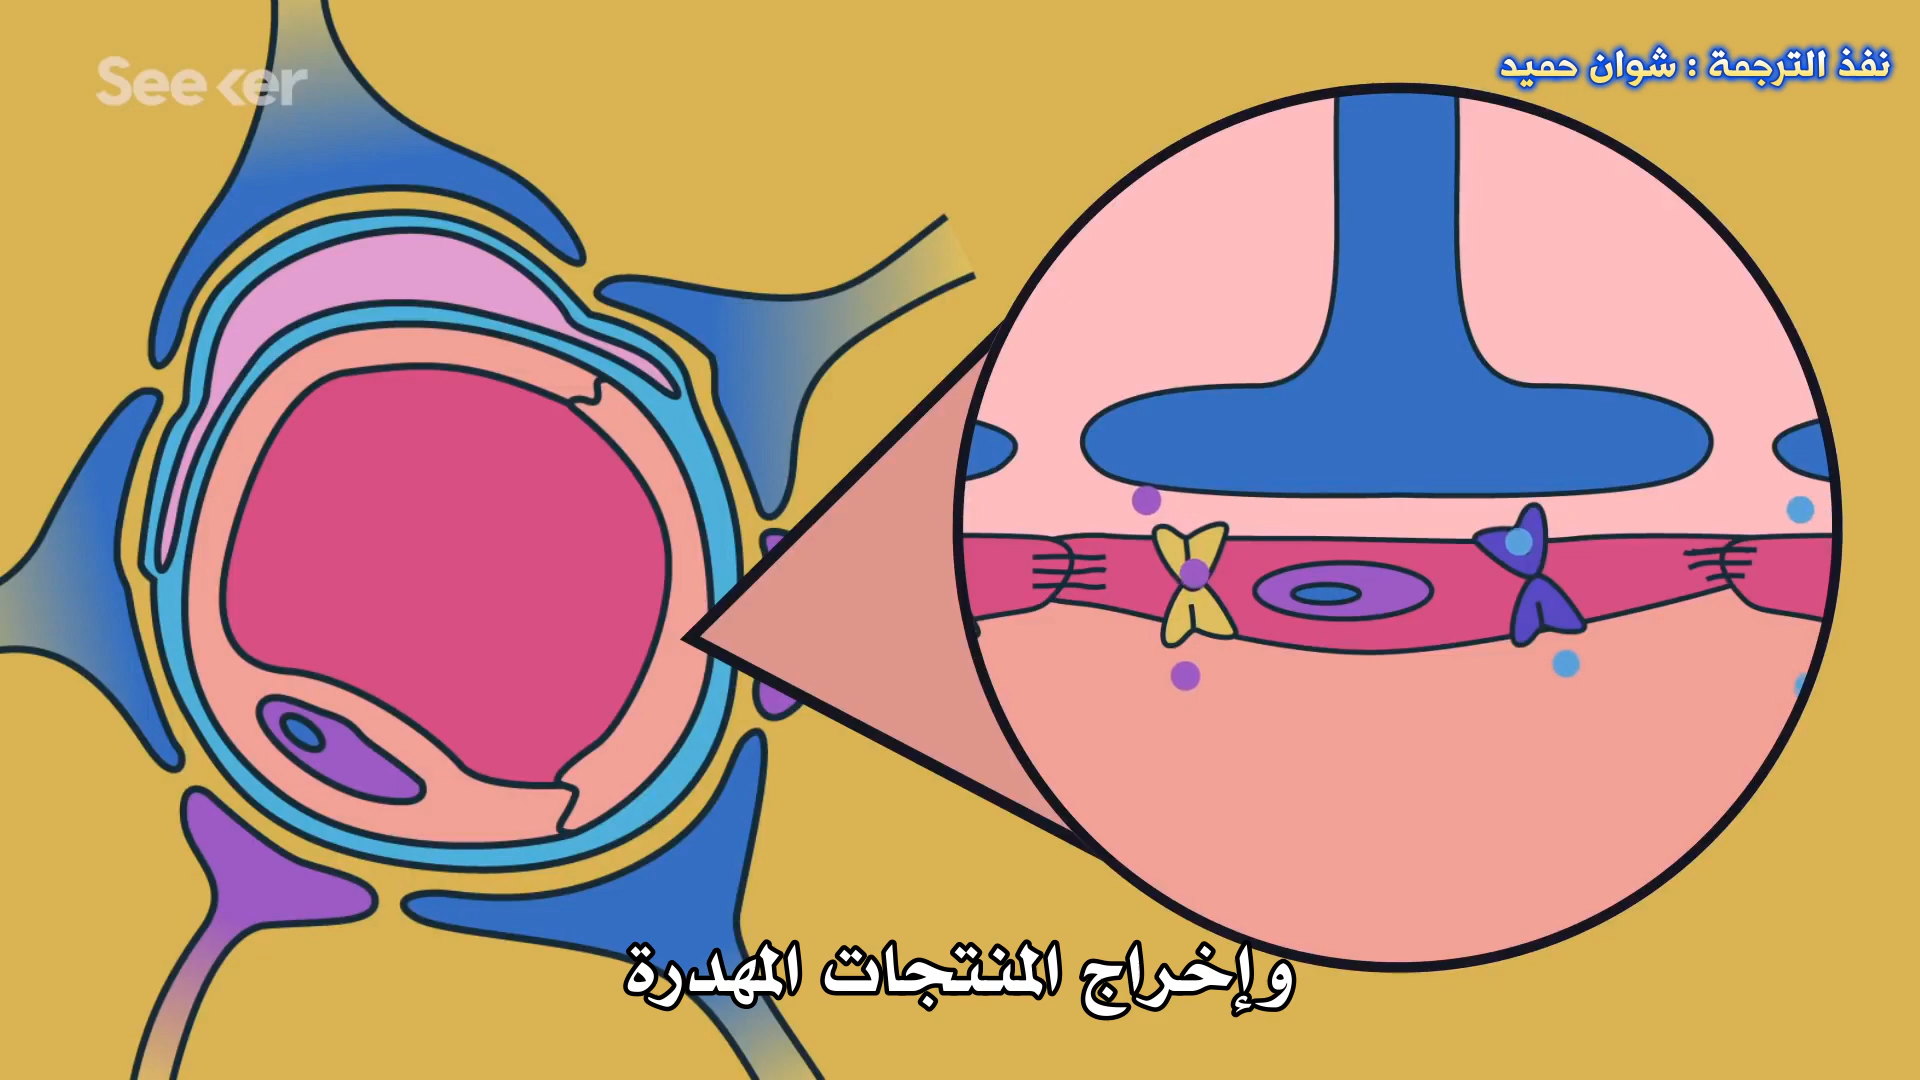 Seeker
نفذ الترجمة : شوان حميد
وإخراج المنتجات المهدرة